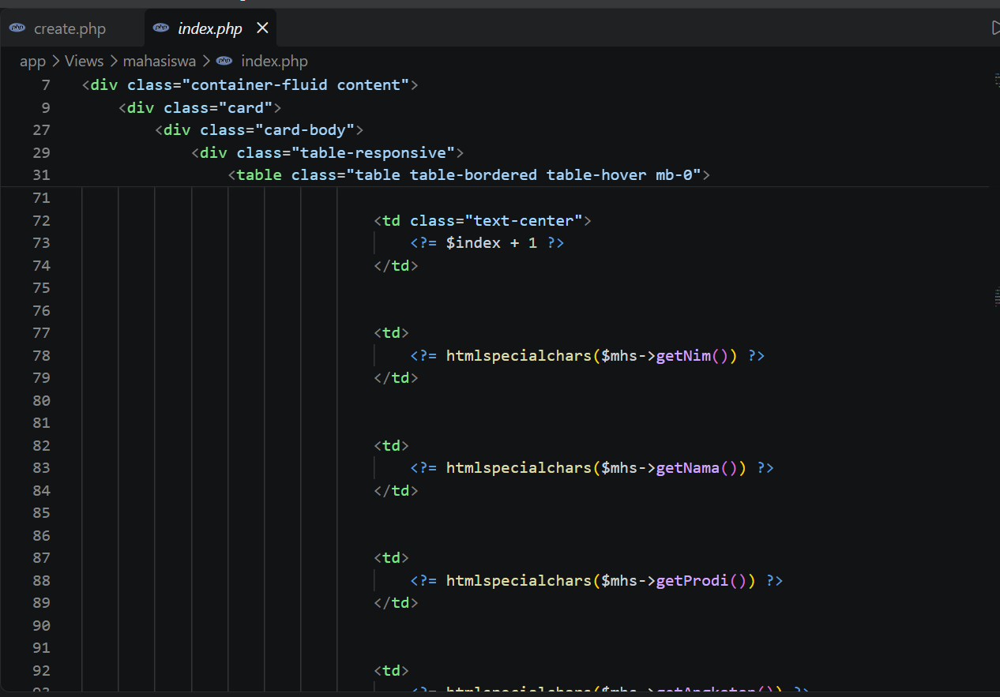 create.php
index.php
app > Views > mahasiswa > index.php
7 <div class="container-fluid content">
9 <div class="card">
27 <div class="card-body">
29 <div class="table-responsive">
31 <table class="table table-bordered table-hover mb-0">
71
72 <td class="text-center">
73 <?= $index + 1 ?>
74 </td>
75
76
77 <td>
78 <?= htmlspecialchars($mhs->getNim()) ?>
79 </td>
80
81
82 <td>
83 <?= htmlspecialchars($mhs->getNama()) ?>
84 </td>
85
86
87 <td>
88 <?= htmlspecialchars($mhs->getProdi()) ?>
89 </td>
90
91
92 <td>
93 <?= htmlspecialchars($mhs->getAngkatan()) ?>